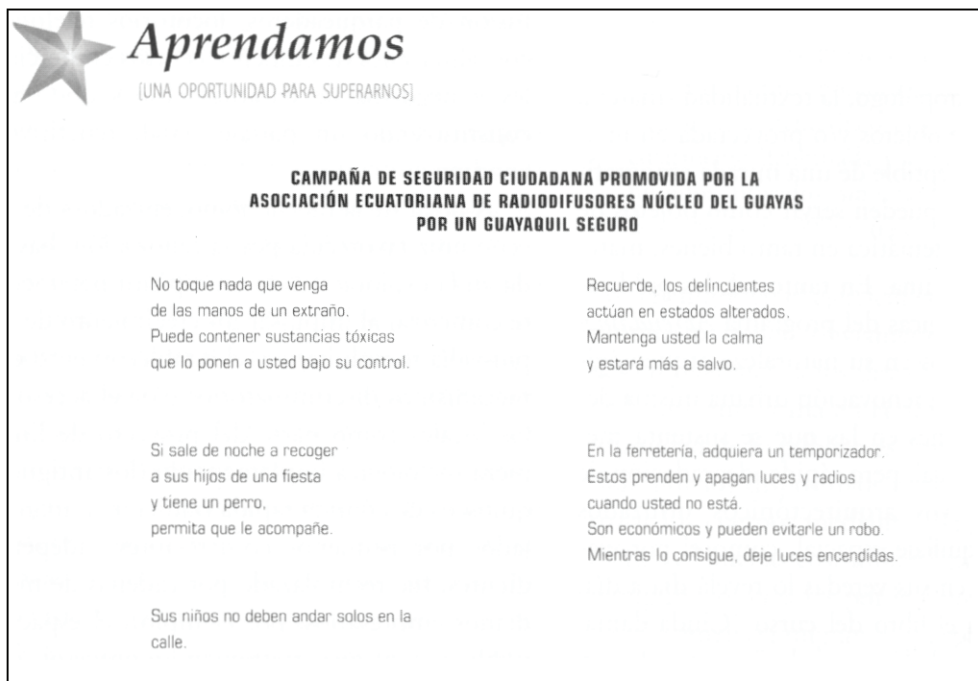 Aprendamos
[UNA OPORTUNIDAD PARA SUPERARNOS]
CAMPAÑA DE SEGURIDAD CIUDADANA PROMOVIDA POR LA
ASOCIACIÓN ECUATORIANA DE RADIODIFUSORES NÚCLEO DEL GUAYAS
POR UN GUAYAQUIL SEGURO
No toque nada que venga
de las manos de un extraño.
Puede contener sustancias tóxicas
que lo ponen a usted bajo su control.
Si sale de noche a recoger
a sus hijos de una fiesta
y tiene un perro,
permita que le acompañe.
Sus niños no deben andar solos en la
calle.
Recuerde, los delincuentes
actúan en estados alterados.
Mantenga usted la calma
y estará más a salvo.
En la ferretería, adquiera un temporizador.
Estos prenden y apagan luces y radios
cuando usted no está.
Son económicos y pueden evitarle un robo.
Mientras lo consigue, deje luces encendidas.